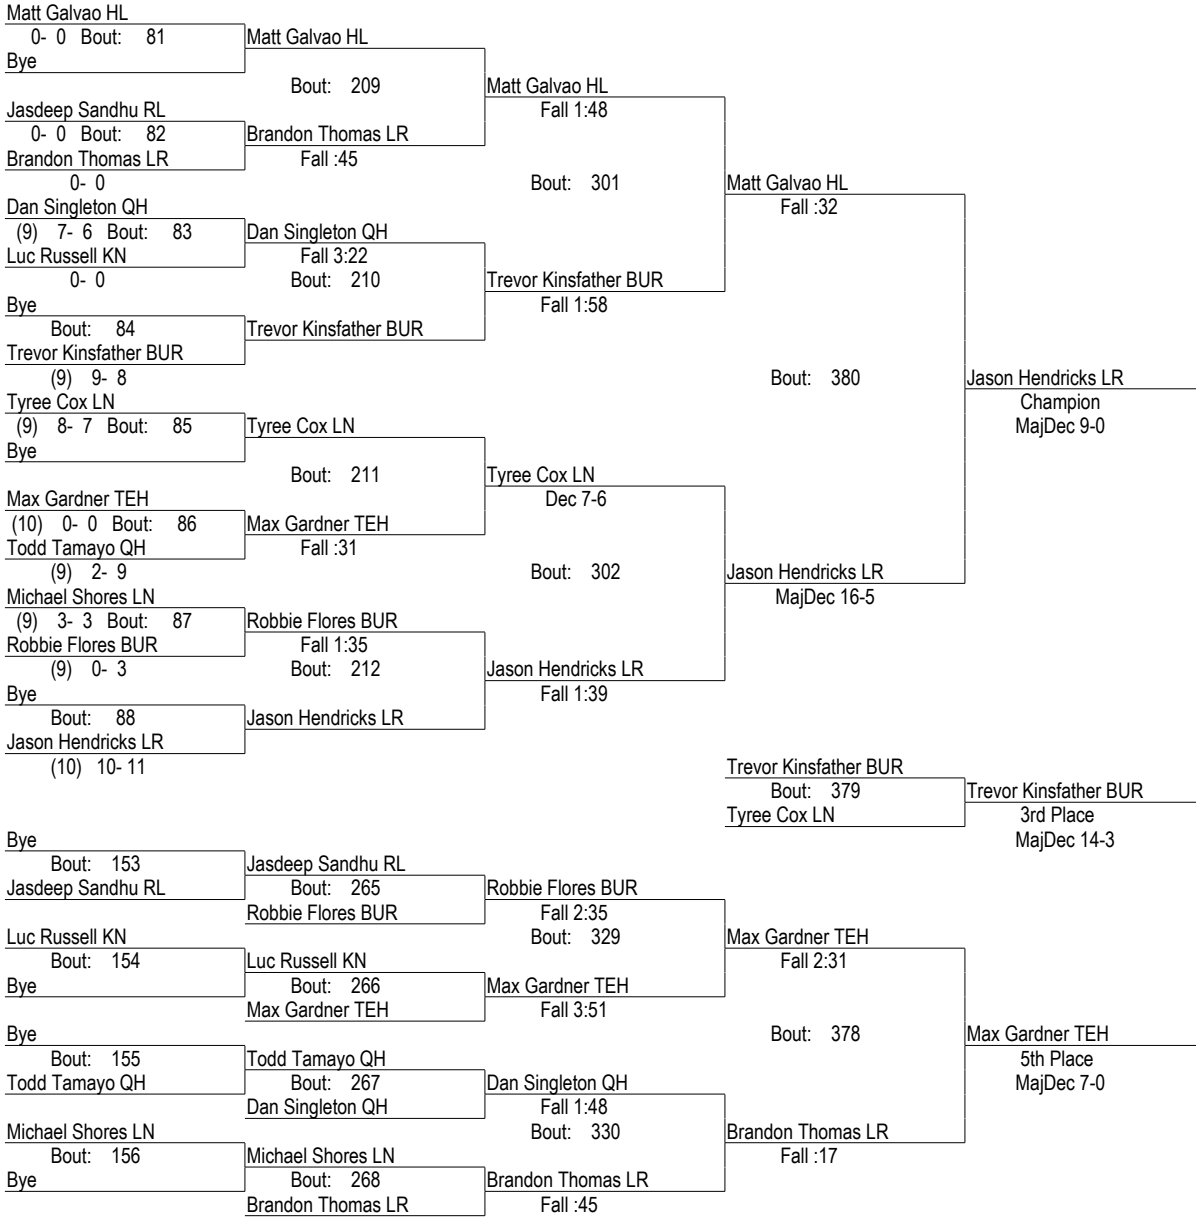 Matt Galvao HL
0- 0 Bout: 81
Matt Galvao HL
Bye
Bout: 209
Matt Galvao HL
Jasdeep Sandhu RL
Fall 1:48
0- 0 Bout: 82
Brandon Thomas LR
Brandon Thomas LR
Fall :45
0- 0
Bout: 301
Matt Galvao HL
Dan Singleton QH
Fall :32
(9) 7- 6 Bout: 83
Dan Singleton QH
Luc Russell KN
Fall 3:22
0- 0
Bout: 210
Trevor Kinsfather BUR
Bye
Fall 1:58
Bout: 84
Trevor Kinsfather BUR
Trevor Kinsfather BUR
(9) 9- 8
Bout: 380
Jason Hendricks LR
Tyree Cox LN
Champion
(9) 8- 7 Bout: 85
Tyree Cox LN
MajDec 9-0
Bye
Bout: 211
Tyree Cox LN
Max Gardner TEH
Dec 7-6
(10) 0- 0 Bout: 86
Max Gardner TEH
Todd Tamayo QH
Fall :31
(9) 2- 9
Bout: 302
Jason Hendricks LR
Michael Shores LN
MajDec 16-5
(9) 3- 3 Bout: 87
Robbie Flores BUR
Robbie Flores BUR
Fall 1:35
(9) 0- 3
Bout: 212
Jason Hendricks LR
Bye
Fall 1:39
Bout: 88
Jason Hendricks LR
Jason Hendricks LR
(10) 10- 11
Trevor Kinsfather BUR
Bout: 379
Trevor Kinsfather BUR
Tyree Cox LN
3rd Place
MajDec 14-3
Bye
Bout: 153
Jasdeep Sandhu RL
Jasdeep Sandhu RL
Bout: 265
Robbie Flores BUR
Robbie Flores BUR
Fall 2:35
Luc Russell KN
Bout: 329
Max Gardner TEH
Bout: 154
Luc Russell KN
Fall 2:31
Bye
Bout: 266
Max Gardner TEH
Max Gardner TEH
Fall 3:51
Bye
Bout: 378
Max Gardner TEH
Bout: 155
Todd Tamayo QH
5th Place
Todd Tamayo QH
Bout: 267
Dan Singleton QH
MajDec 7-0
Dan Singleton QH
Fall 1:48
Michael Shores LN
Bout: 330
Brandon Thomas LR
Bout: 156
Michael Shores LN
Fall :17
Bye
Bout: 268
Brandon Thomas LR
Brandon Thomas LR
Fall :45